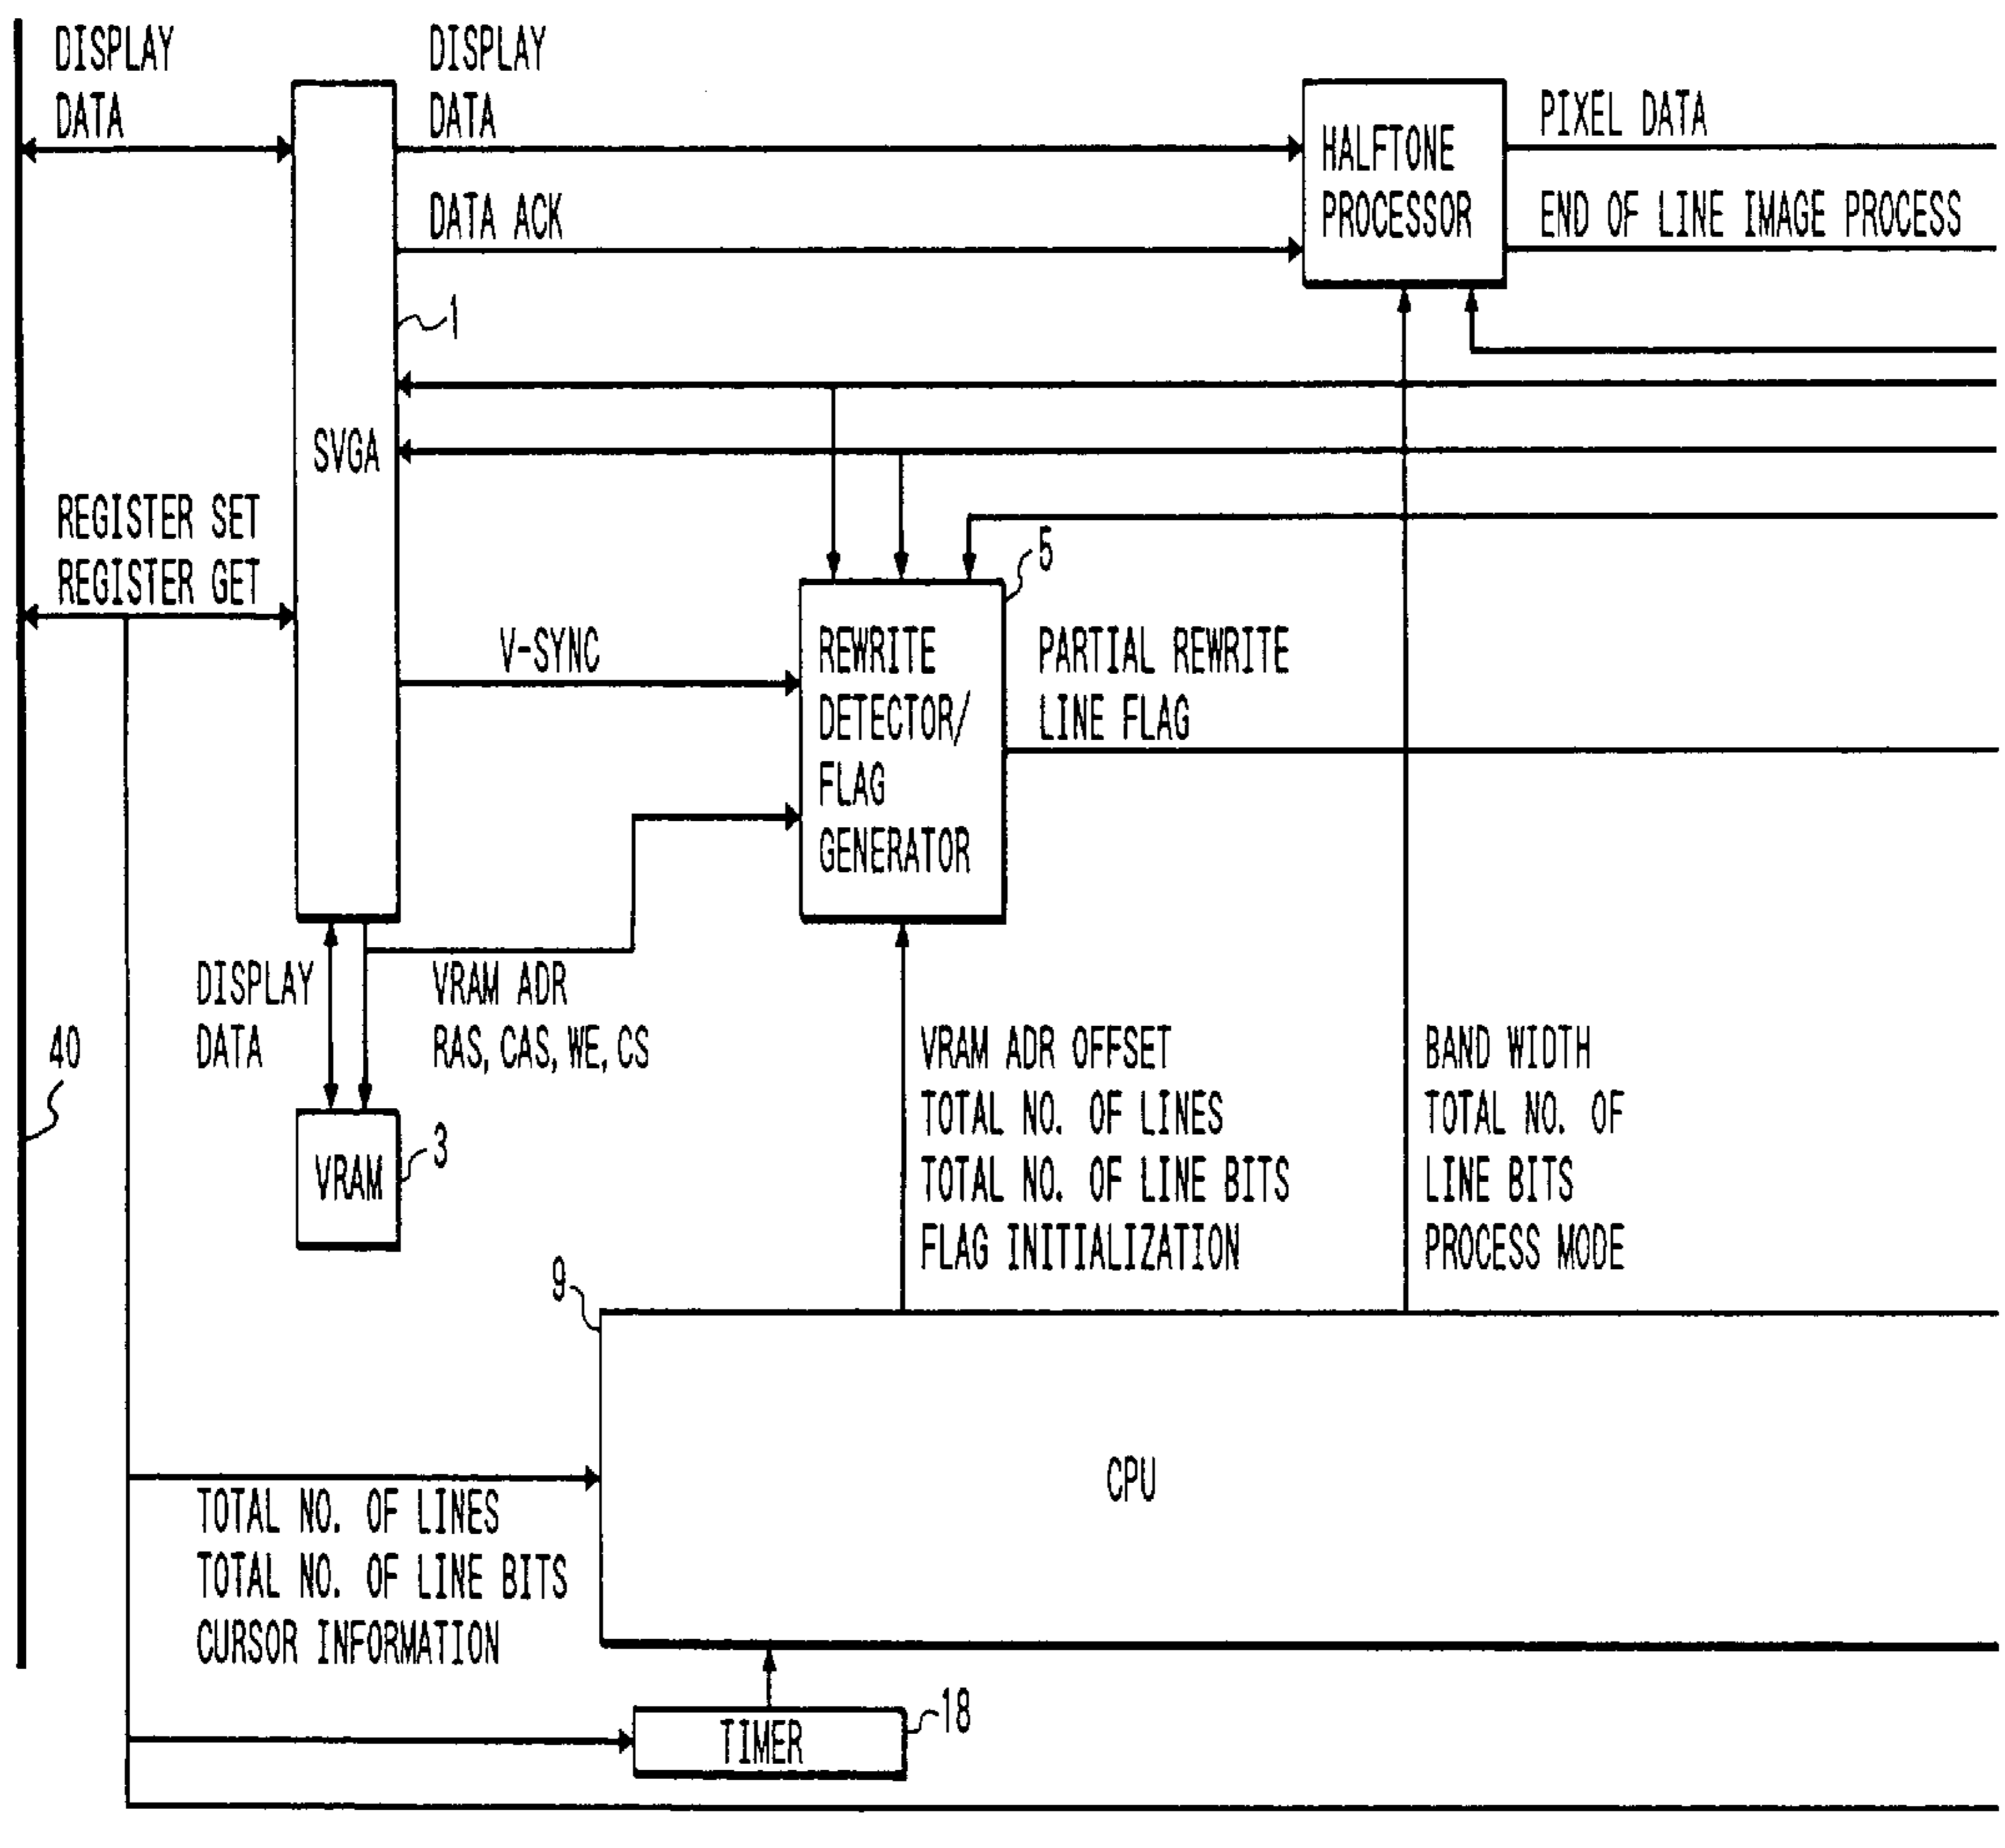 DISPLAY
DATA
DISPLAY
DATA
DATA ACK
HALFTONE
PROCESSOR
PIXEL DATA
END OF LINE IMAGE PROCESS
1
SVGA
REGISTER SET
REGISTER GET
V-SYNC
5
REWRITE
DETECTOR/
FLAG
GENERATOR
PARTIAL REWRITE
LINE FLAG
DISPLAY
DATA
VRAM ADR
RAS, CAS, WE, CS
40
VRAM
3
VRAM ADR OFFSET
TOTAL NO. OF LINES
TOTAL NO. OF LINE BITS
FLAG INITIALIZATION
BAND WIDTH
TOTAL NO. OF
LINE BITS
PROCESS MODE
9
CPU
TOTAL NO. OF LINES
TOTAL NO. OF LINE BITS
CURSOR INFORMATION
TIMER
18